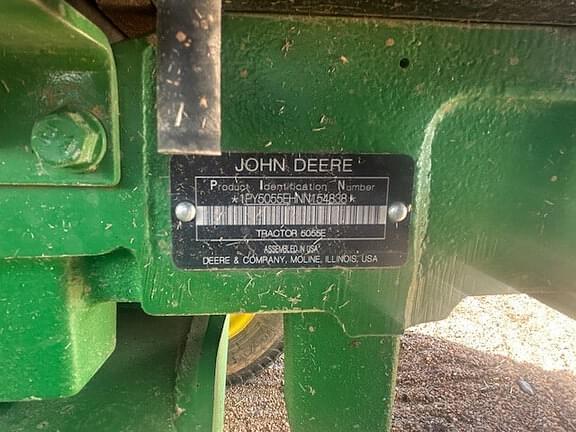 JOHN DEERE
Product Identification Number
*1PY5055EHNN154838*
TRACTOR 5055E
ASSEMBLED IN USA
DEERE & COMPANY, MOLINE, ILLINOIS, USA